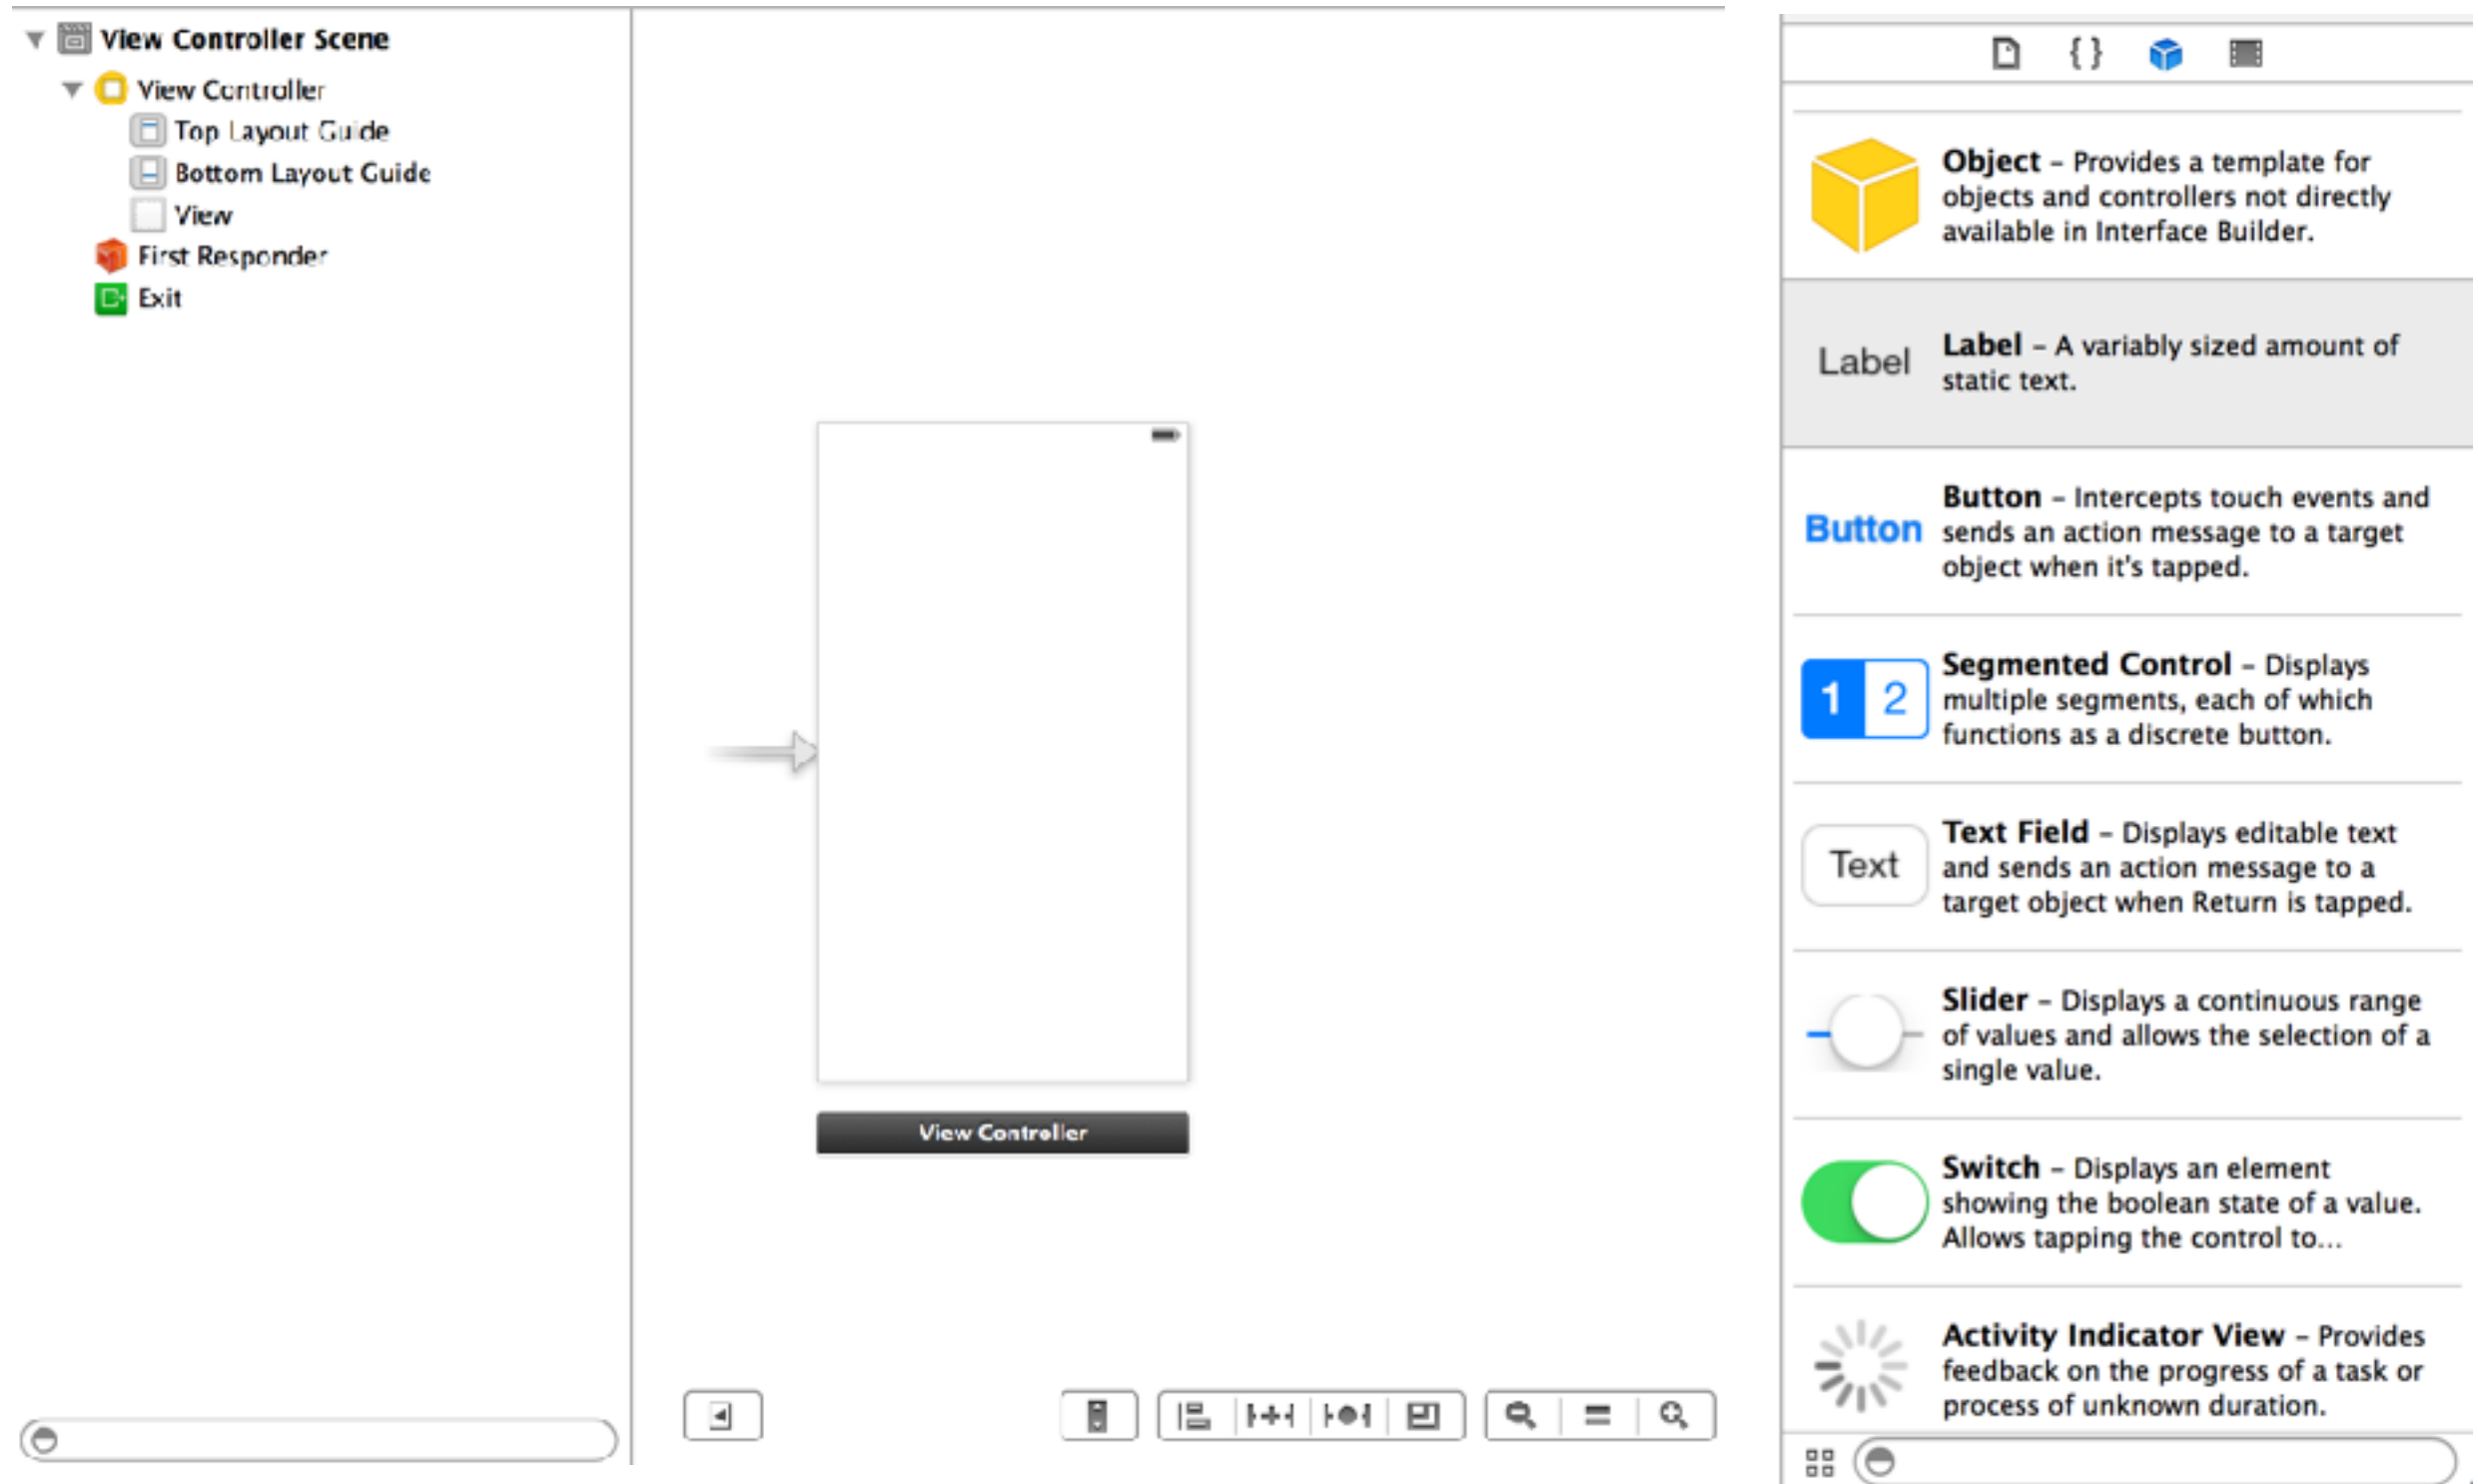 View Controller Scene
View Controller
Top Layout Guide
Bottom Layout Guide
View
First Responder
Exit
View Controller
{ }
Object – Provides a template for
objects and controllers not directly
available in Interface Builder.
Label
Label – A variably sized amount of
static text.
Button
Button – Intercepts touch events and
sends an action message to a target
object when it's tapped.
1 2
Segmented Control – Displays
multiple segments, each of which
functions as a discrete button.
Text
Text Field – Displays editable text
and sends an action message to a
target object when Return is tapped.
Slider – Displays a continuous range
of values and allows the selection of a
single value.
Switch – Displays an element
showing the boolean state of a value.
Allows tapping the control to...
Activity Indicator View – Provides
feedback on the progress of a task or
process of unknown duration.